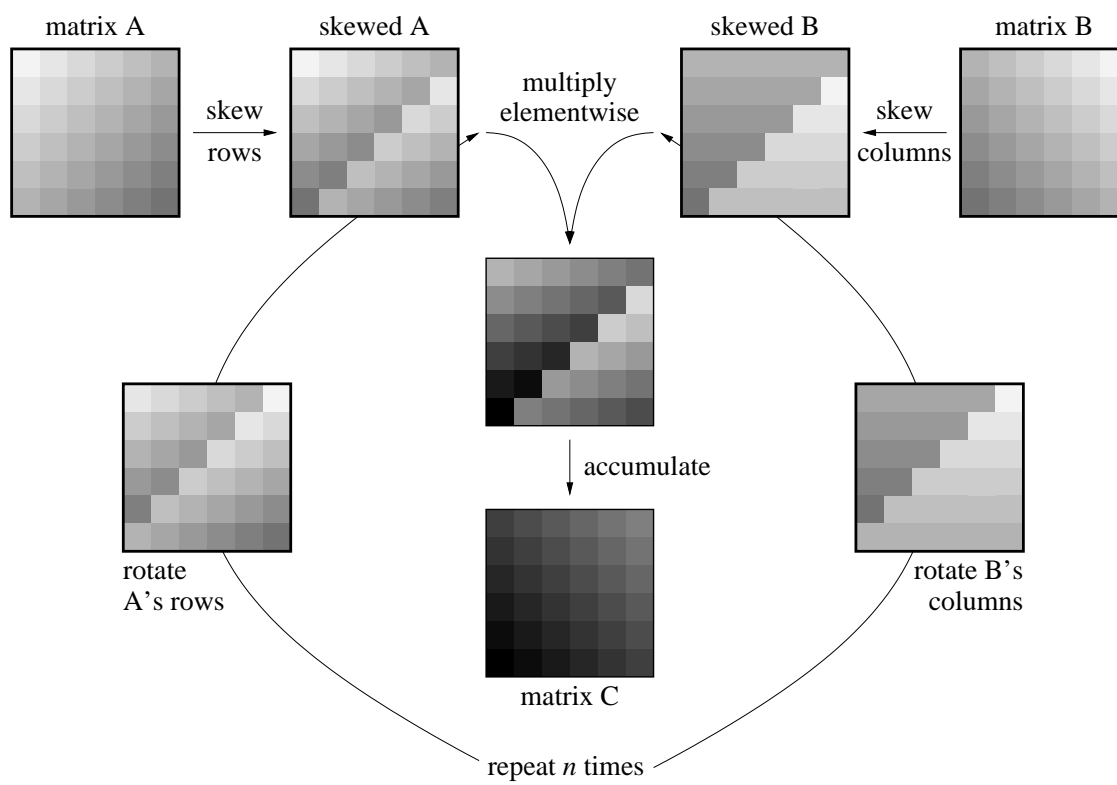 matrix A
skewed A
skewed B
matrix B
multiply
elementwise
skew
rows
skew
columns
accumulate
rotate
A’s rows
rotate B’s
columns
matrix C
repeat n times